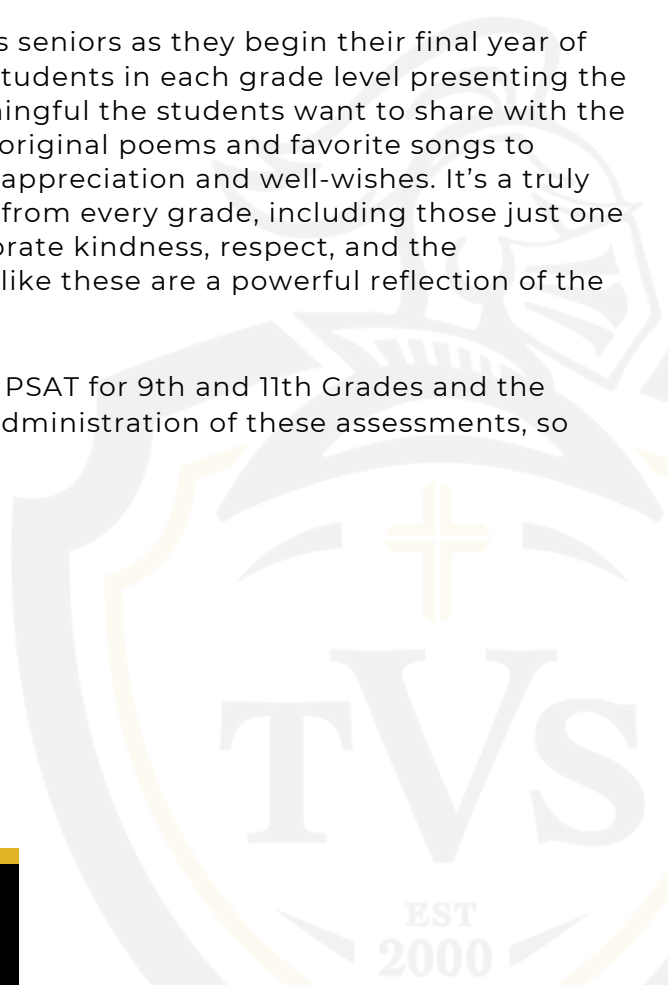 s seniors as they begin their final year of
tudents in each grade level presenting the
ingful the students want to share with the
original poems and favorite songs to
appreciation and well-wishes. It’s a truly
from every grade, including those just one
orate kindness, respect, and the
like these are a powerful reflection of the
PSAT for 9th and 11th Grades and the
dministration of these assessments, so
TVS
EST
2000